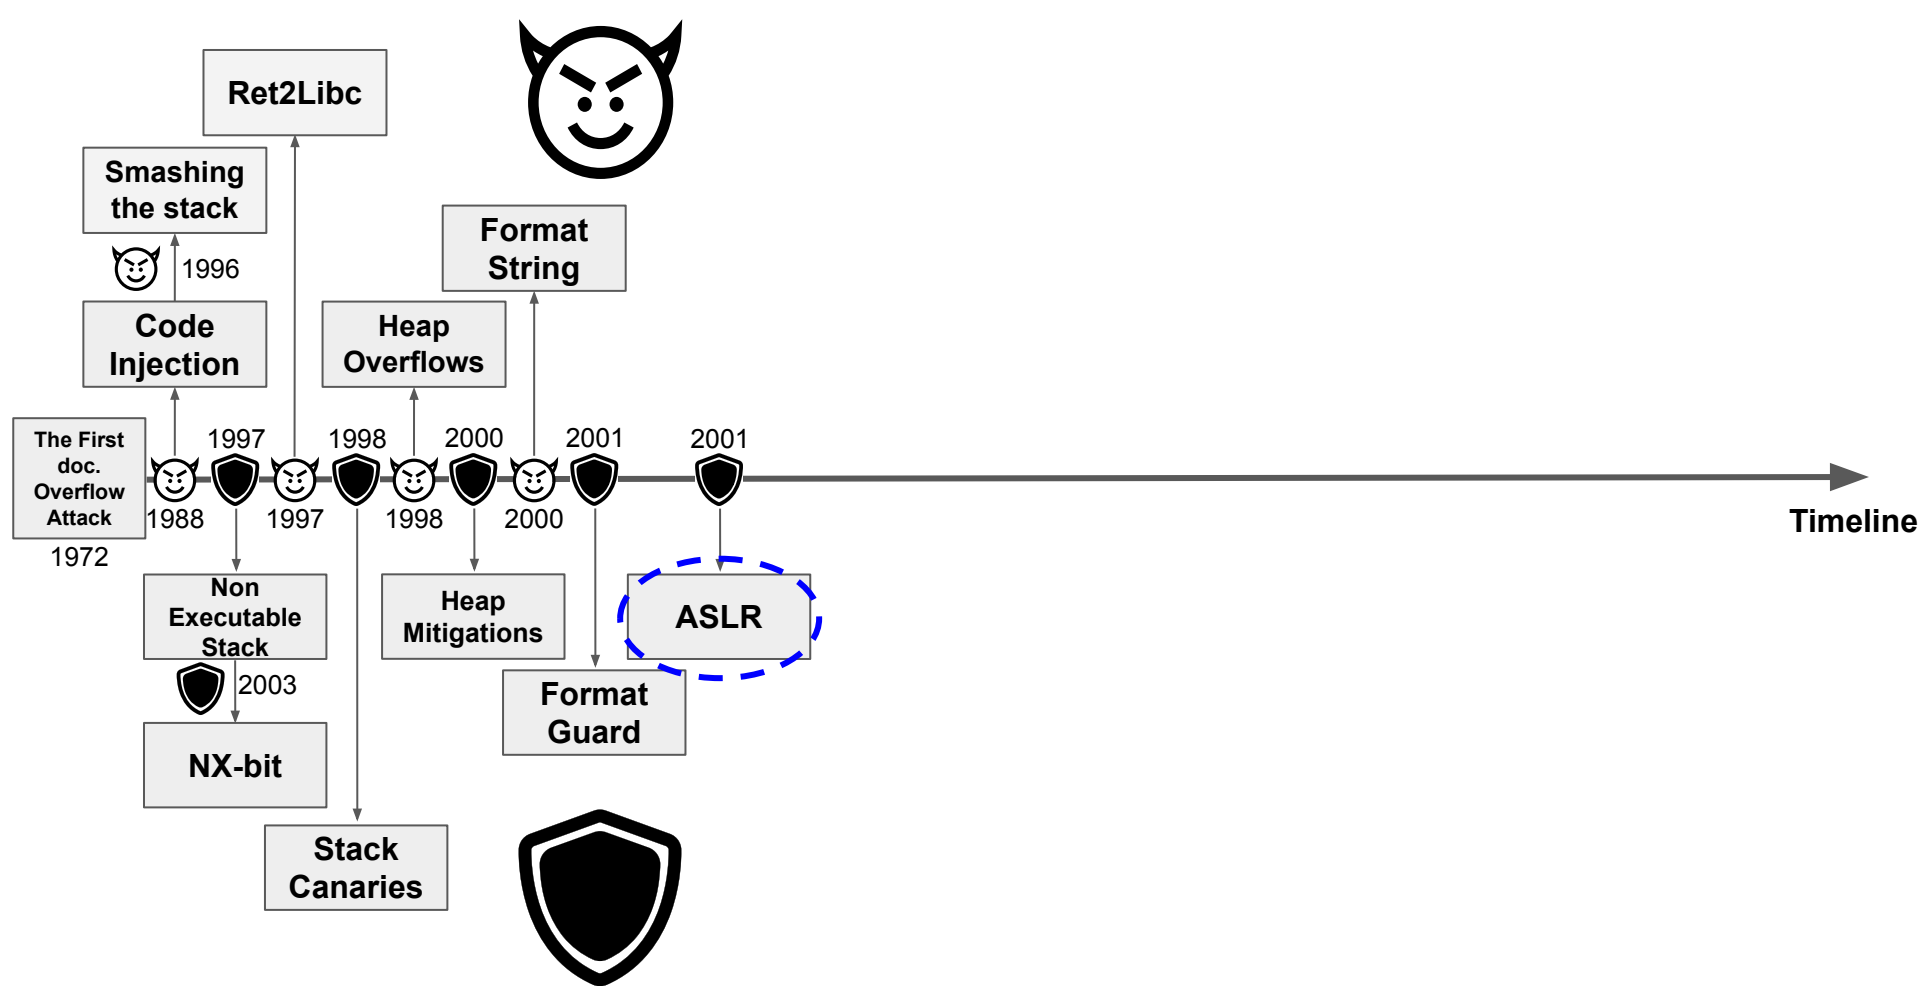 Ret2Libc
Smashing
the stack
1996
Code
Injection
Format
String
Heap
Overflows
The First
doc.
Overflow
Attack
1972
1988
1997
1997
1998
1998
2000
2000
2001
2001
Timeline
Non
Executable
Stack
2003
NX-bit
Stack
Canaries
Heap
Mitigations
Format
Guard
ASLR